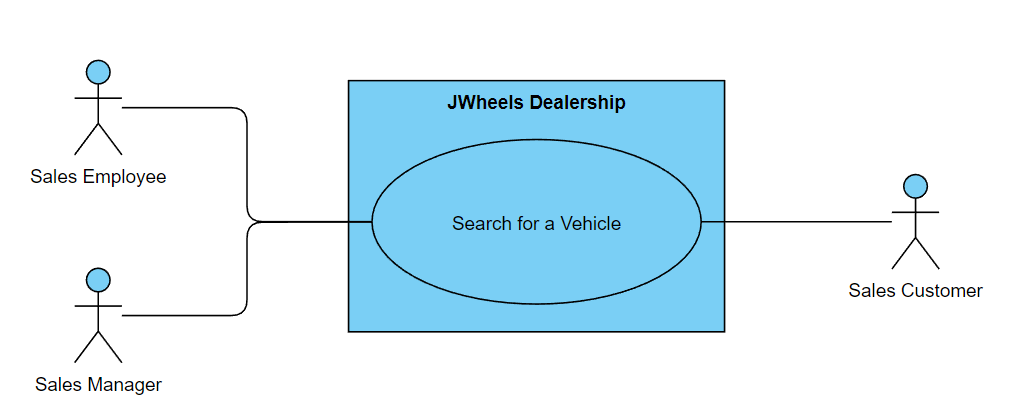 JWheels Dealership
Sales Employee
Search for a Vehicle
Sales Customer
Sales Manager